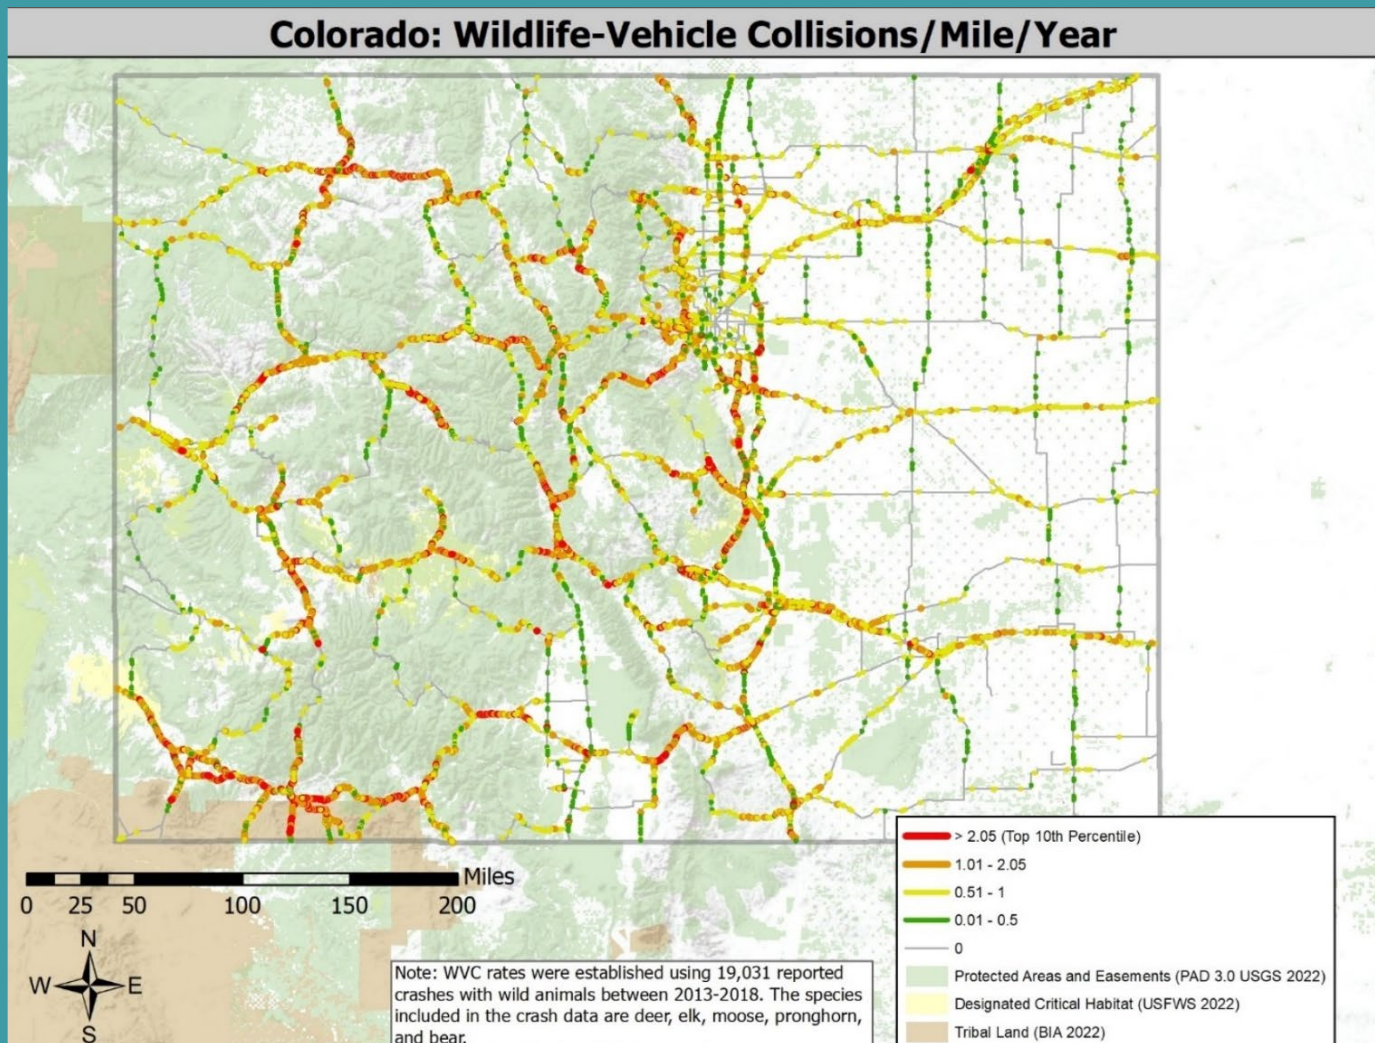 Colorado: Wildlife-Vehicle Collisions/Mile/Year
> 2.05 (Top 10th Percentile)
1.01 - 2.05
0.51 - 1
0.01 - 0.5
0
Protected Areas and Easements (PAD 3.0 USGS 2022)
Designated Critical Habitat (USFWS 2022)
Tribal Land (BIA 2022)
Miles
0 25 50 100 150 200
N
W E
S
Note: WVC rates were established using 19,031 reported
crashes with wild animals between 2013-2018. The species
included in the crash data are deer, elk, moose, pronghorn,
and bear.